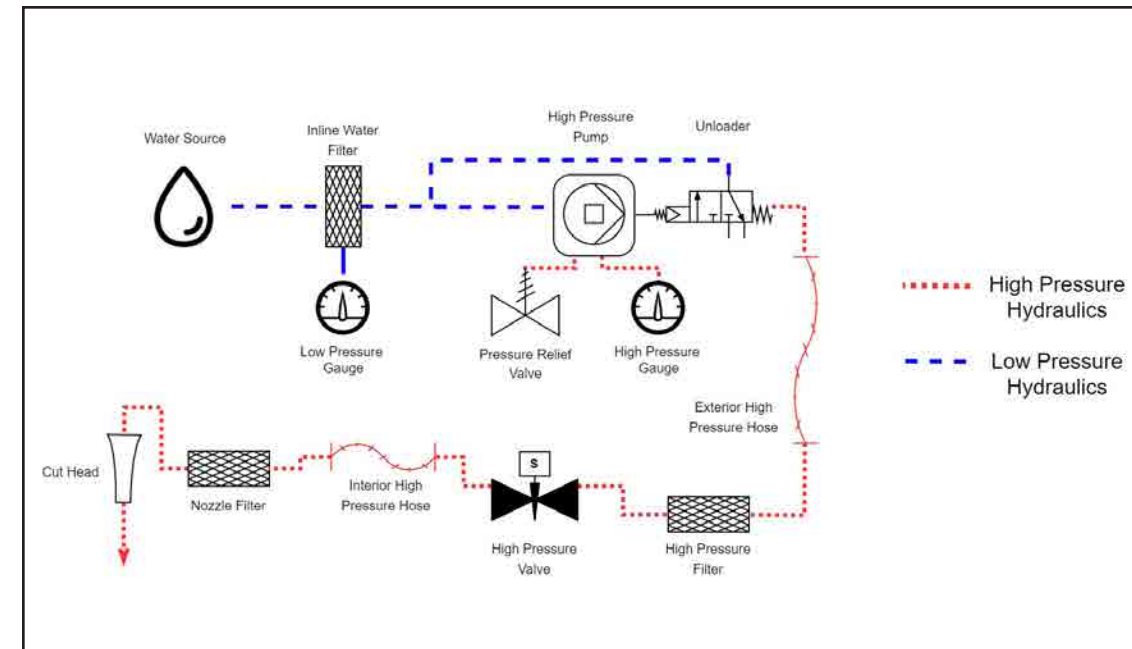 High Pressure
Pump
Unloader
Inline Water
Filter
Water Source
Low Pressure
Gauge
Pressure Relief
Valve
High Pressure
Gauge
High Pressure
Hydraulics
Low Pressure
Hydraulics
Exterior High
Pressure Hose
Cut Head
Nozzle Filter
Interior High
Pressure Hose
S
High Pressure
Valve
High Pressure
Filter